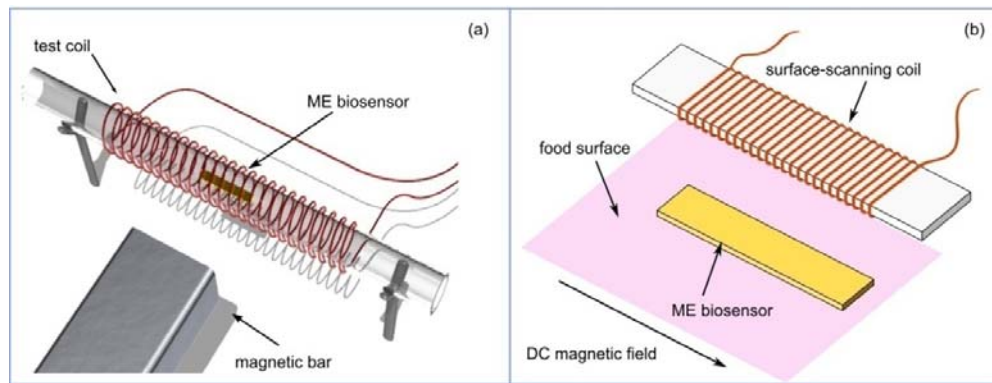 (a)
test coil
ME biosensor
magnetic bar
(b)
surface-scanning coil
food surface
ME biosensor
DC magnetic field